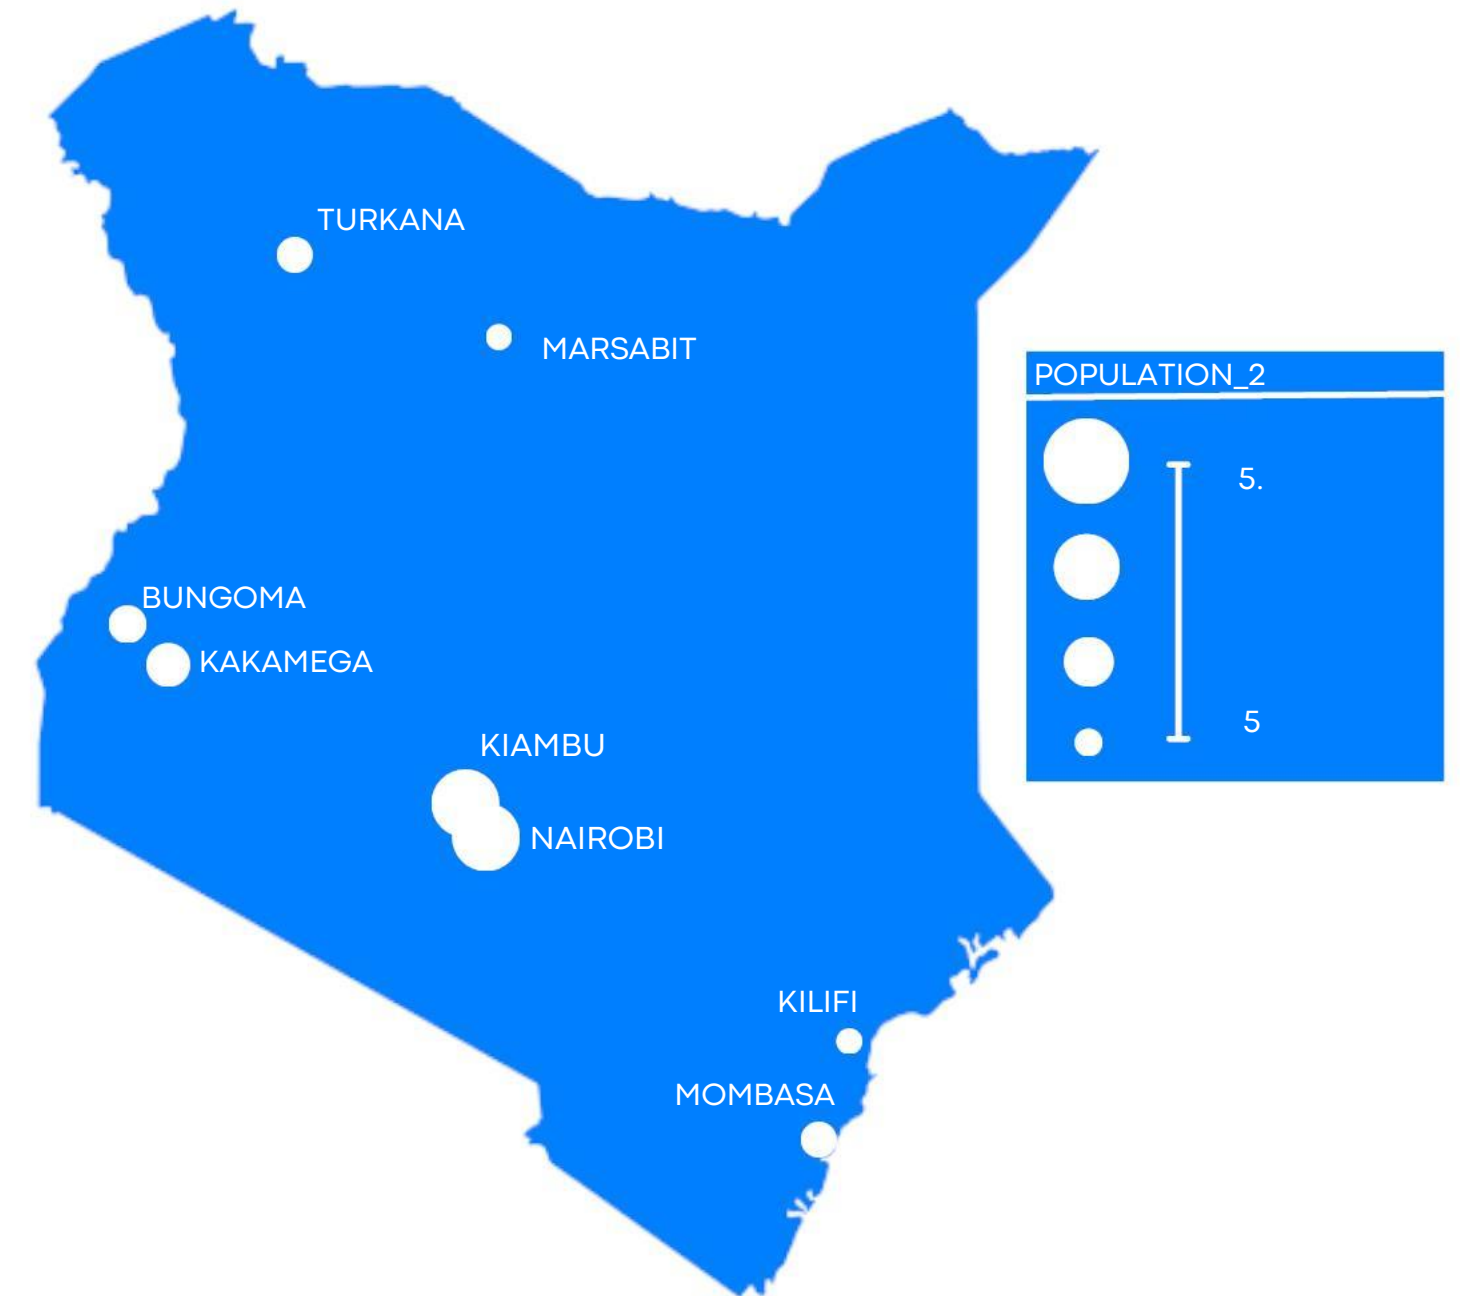 TURKANA
MARSABIT
POPULATION_2
5.
5
BUNGOMA
KAKAMEGA
KIAMBU
NAIROBI
KILIFI
MOMBASA